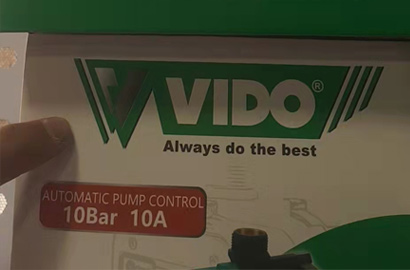 VIDO®
Always do the best
AUTOMATIC PUMP CONTROL
10Bar 10A